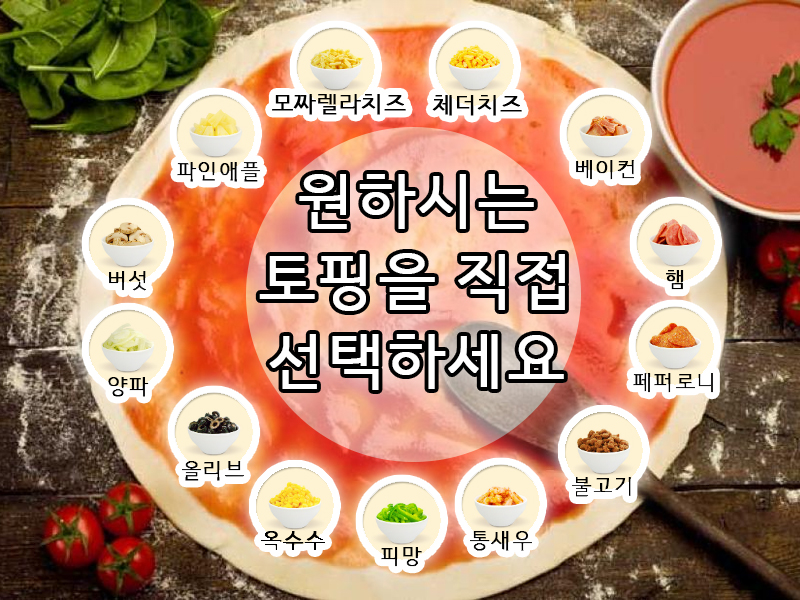 모짜렐라치즈
체더치즈
파인애플
베이컨
원하시는
토핑을 직접
선택하세요
버섯
햄
양파
페퍼로니
올리브
불고기
옥수수
통새우
피망